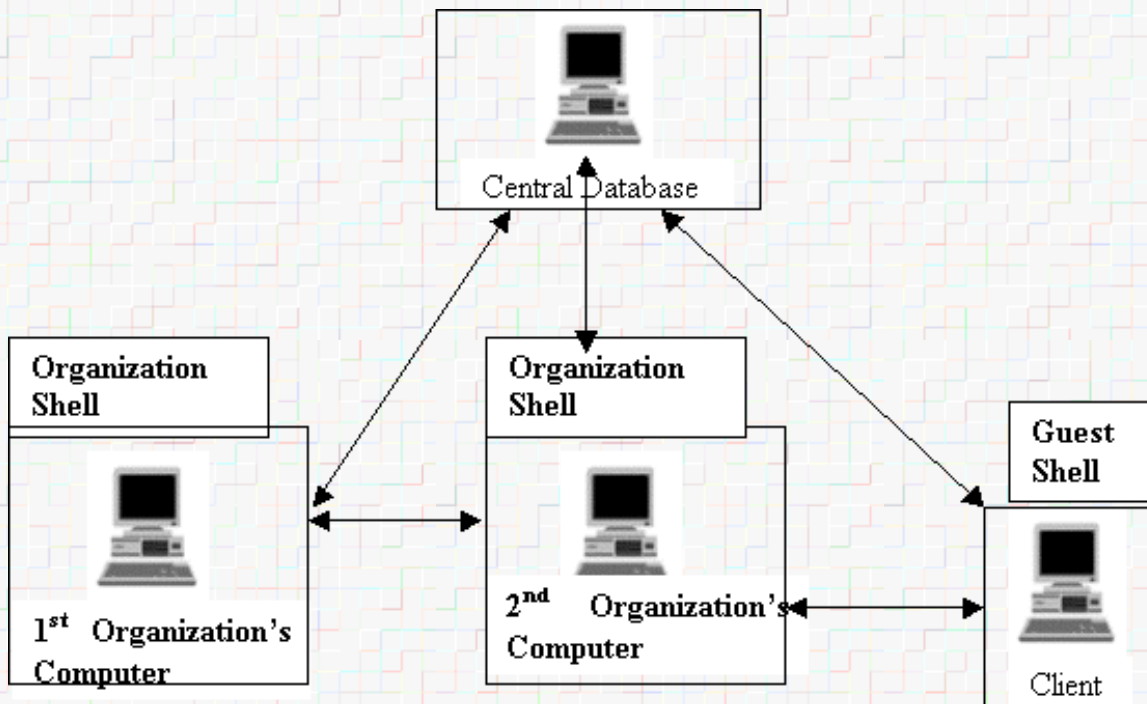 Central Database
Organization
Shell
1st Organization's
Computer
Organization
Shell
2nd Organization's
Computer
Guest
Shell
Client